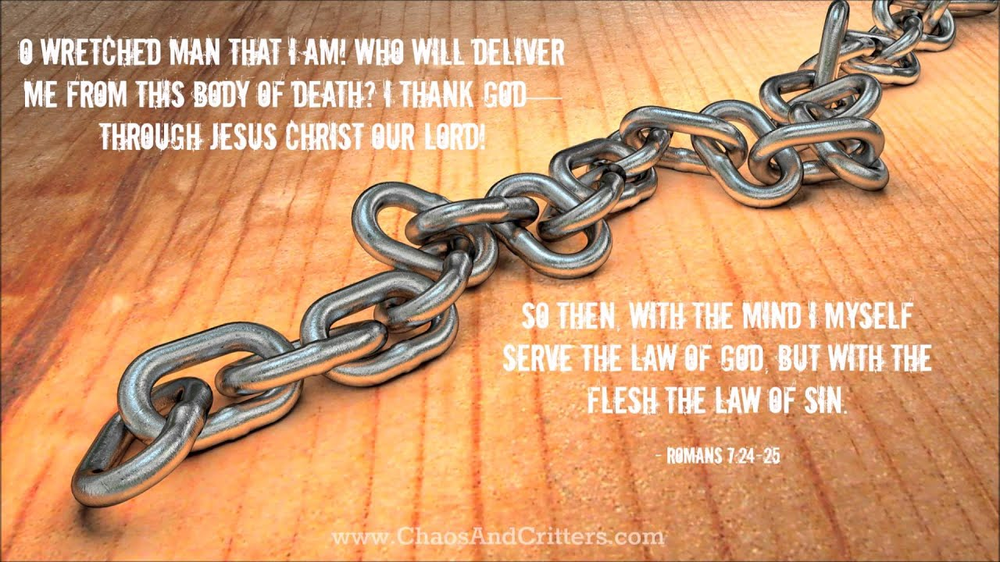 O WRETCHED MAN THAT I AM! WHO WILL DELIVER
ME FROM THIS BODY OF DEATH? I THANK GOD—
THROUGH JESUS CHRIST OUR LORD!
SO THEN, WITH THE MIND I MYSELF
SERVE THE LAW OF GOD, BUT WITH THE
FLESH THE LAW OF SIN.
- ROMANS 7:24-25
www.ChaosAndCritters.com